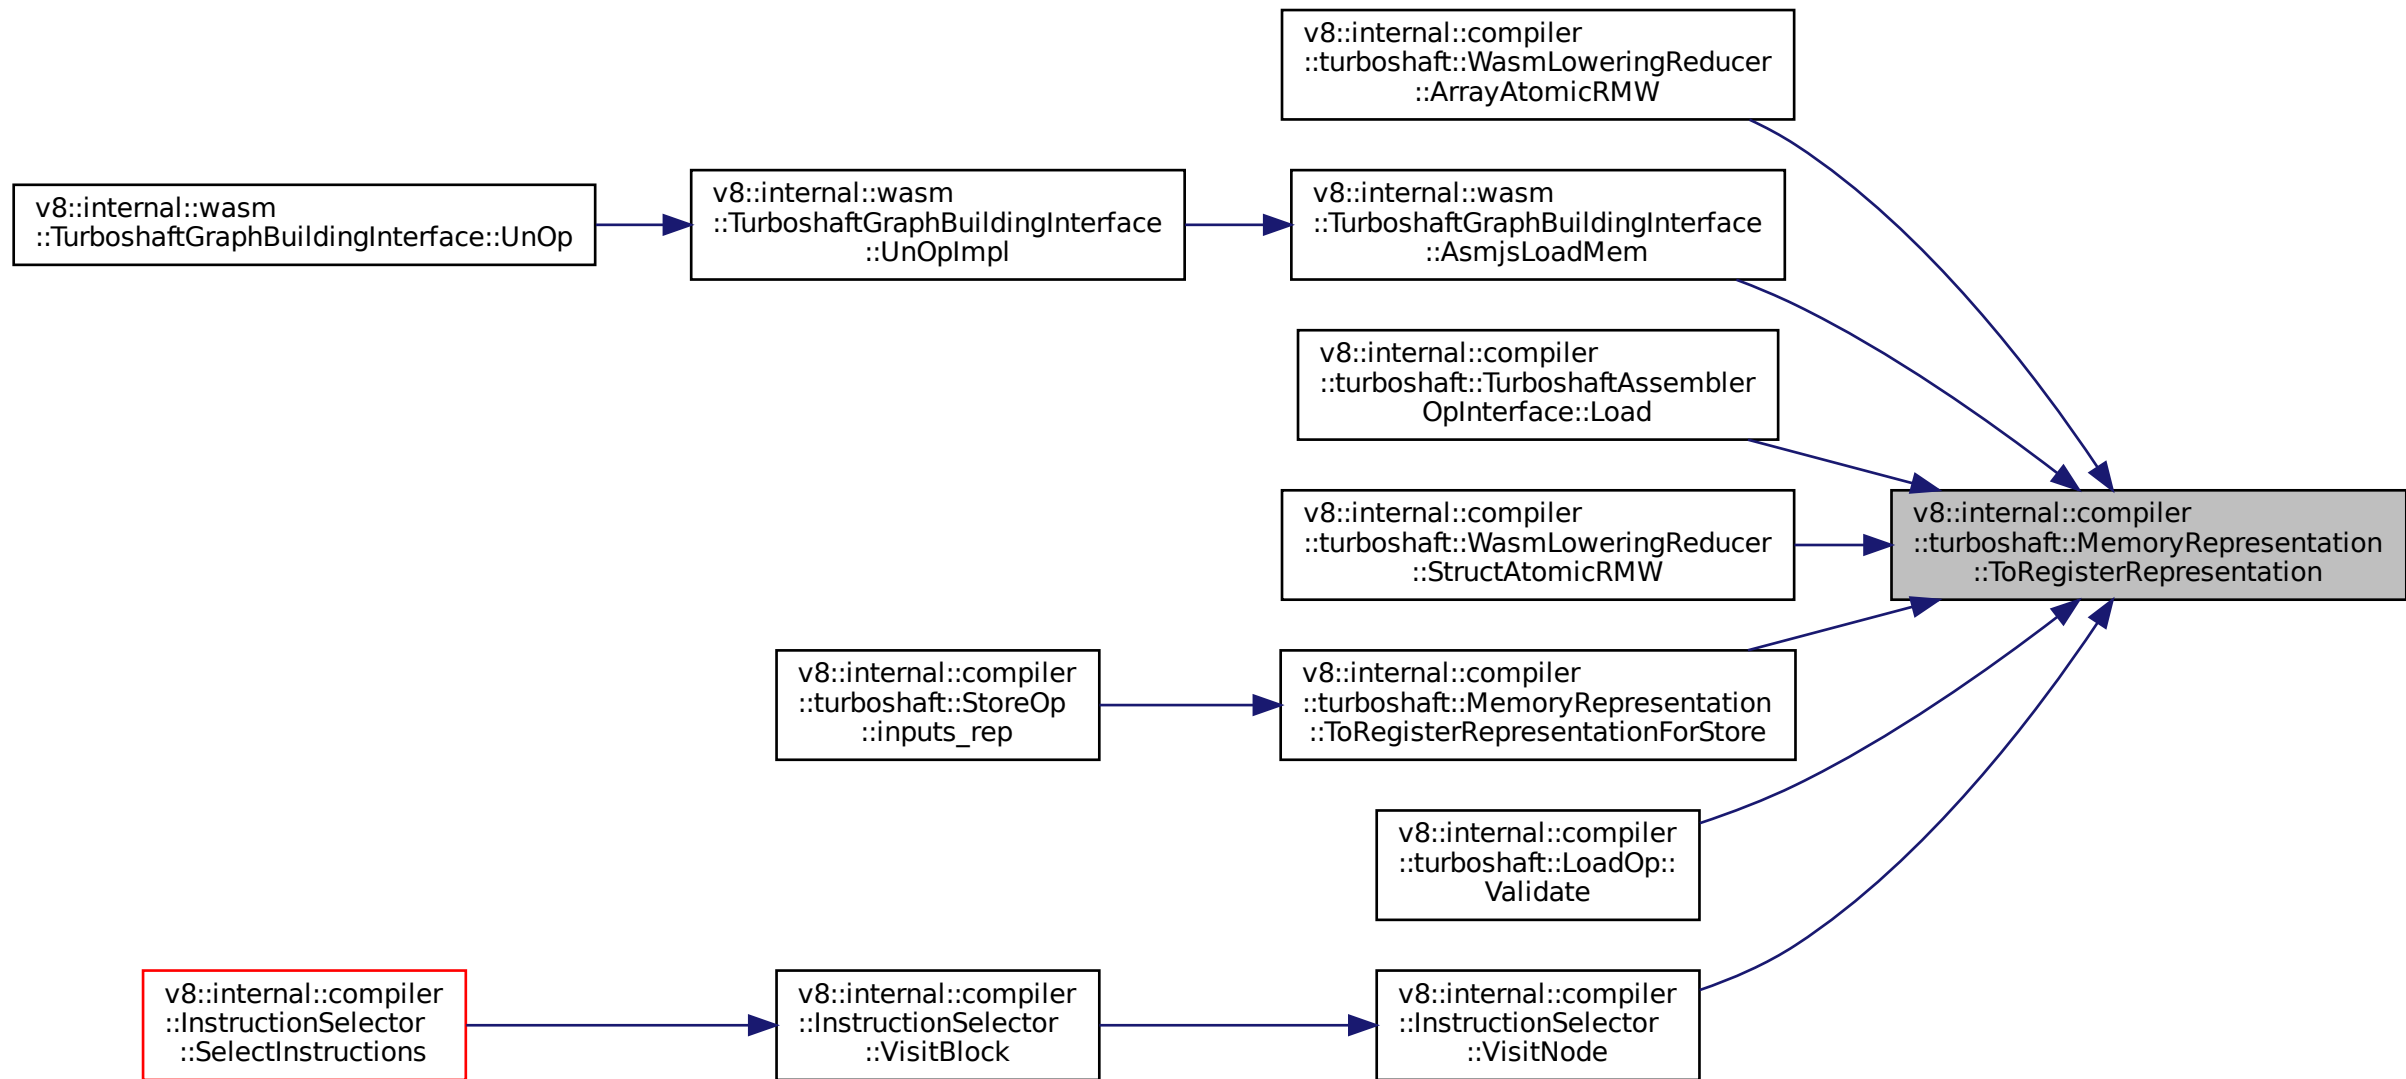 v8::internal::compiler
::turboshaft::WasmLoweringReducer
::ArrayAtomicRMW
v8::internal::wasm
::TurboshaftGraphBuildingInterface::UnOp
v8::internal::wasm
::TurboshaftGraphBuildingInterface
::UnOpImpl
v8::internal::wasm
::TurboshaftGraphBuildingInterface
::AsmjsLoadMem
v8::internal::compiler
::turboshaft::TurboshaftAssembler
OpInterface::Load
v8::internal::compiler
::turboshaft::WasmLoweringReducer
::StructAtomicRMW
v8::internal::compiler
::turboshaft::MemoryRepresentation
::ToRegisterRepresentation
v8::internal::compiler
::turboshaft::StoreOp
::inputs_rep
v8::internal::compiler
::turboshaft::MemoryRepresentation
::ToRegisterRepresentationForStore
v8::internal::compiler
::turboshaft::LoadOp::
Validate
v8::internal::compiler
::InstructionSelector
::SelectInstructions
v8::internal::compiler
::InstructionSelector
::VisitBlock
v8::internal::compiler
::InstructionSelector
::VisitNode